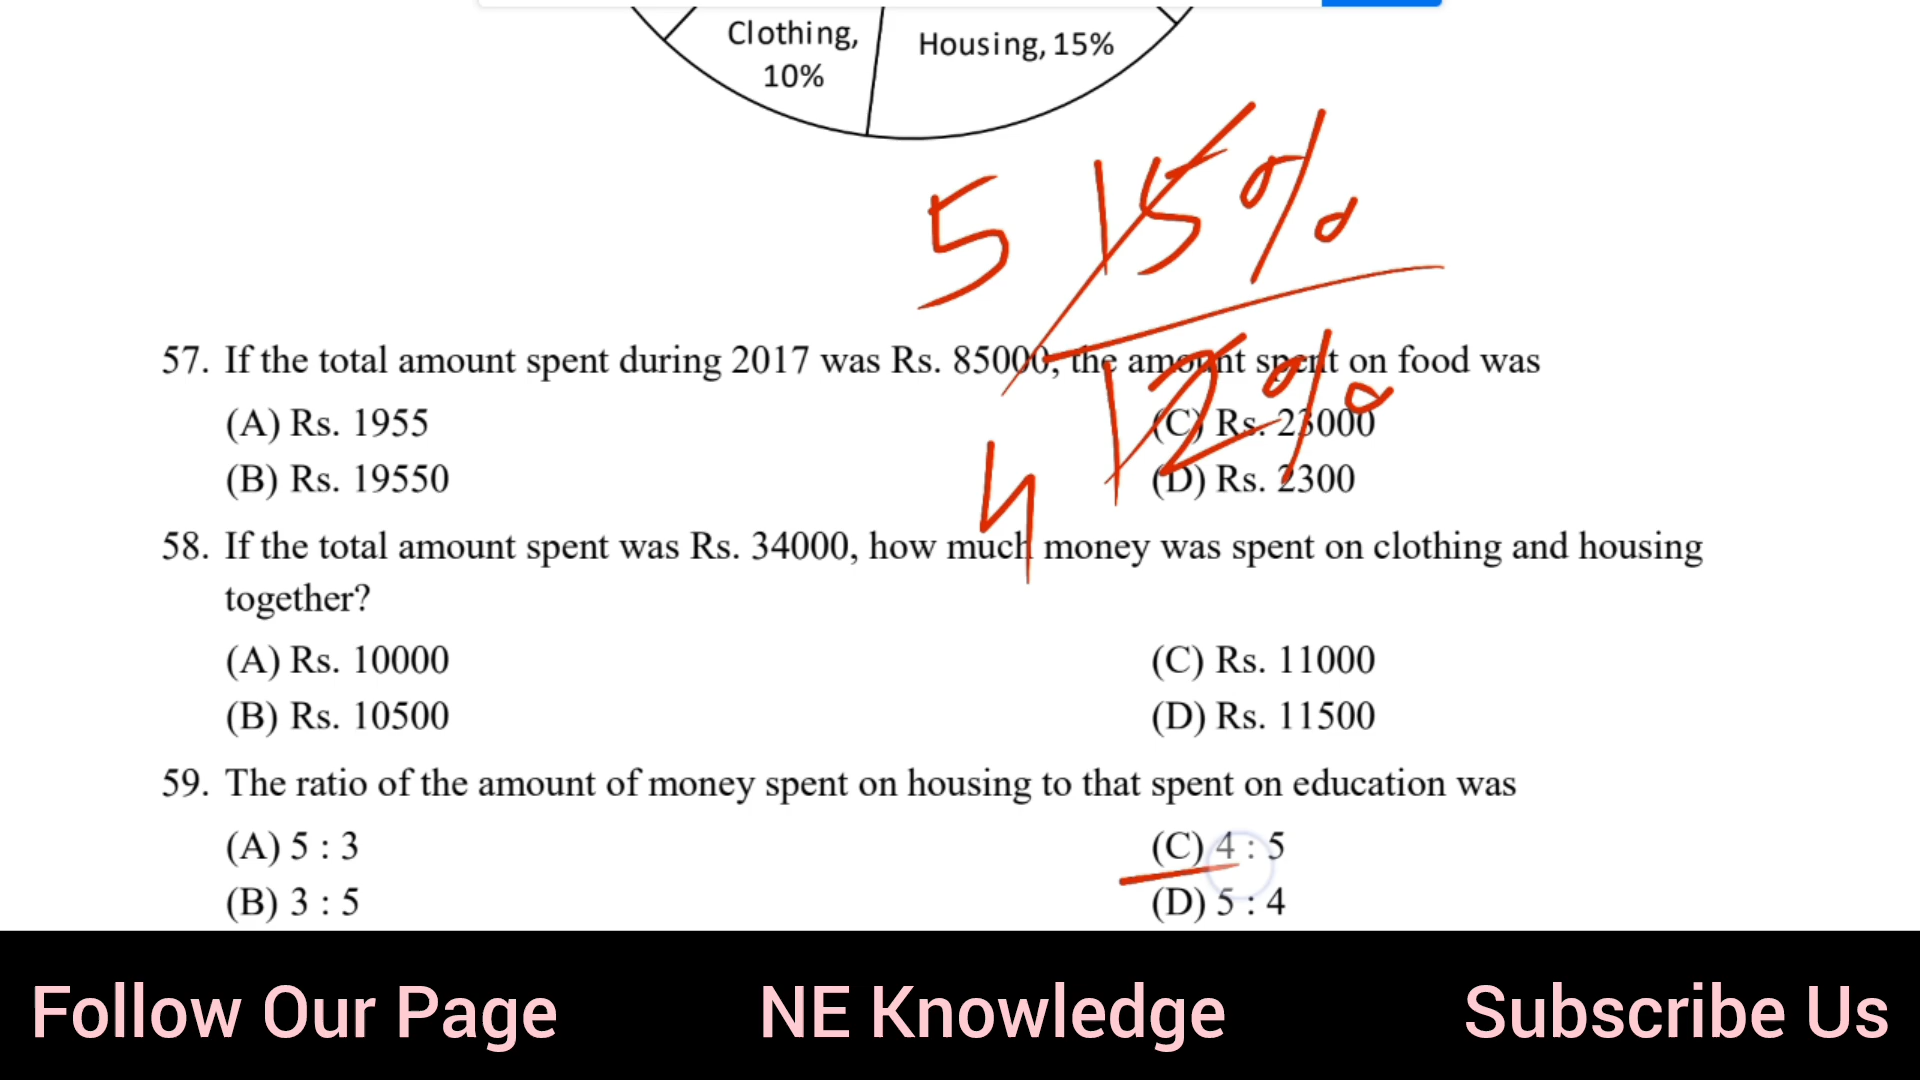 Clothing,
10%
Housing, 15%
5 15%
12%
4
57. If the total amount spent during 2017 was Rs. 85000, the amount spent on food was
(A) Rs. 1955
(C) Rs. 23000
(B) Rs. 19550
(D) Rs. 2300
58. If the total amount spent was Rs. 34000, how much money was spent on clothing and housing
together?
(A) Rs. 10000
(C) Rs. 11000
(B) Rs. 10500
(D) Rs. 11500
59. The ratio of the amount of money spent on housing to that spent on education was
(A) 5 : 3
(C) 4 : 5
(B) 3 : 5
(D) 5 : 4
Follow Our Page NE Knowledge Subscribe Us